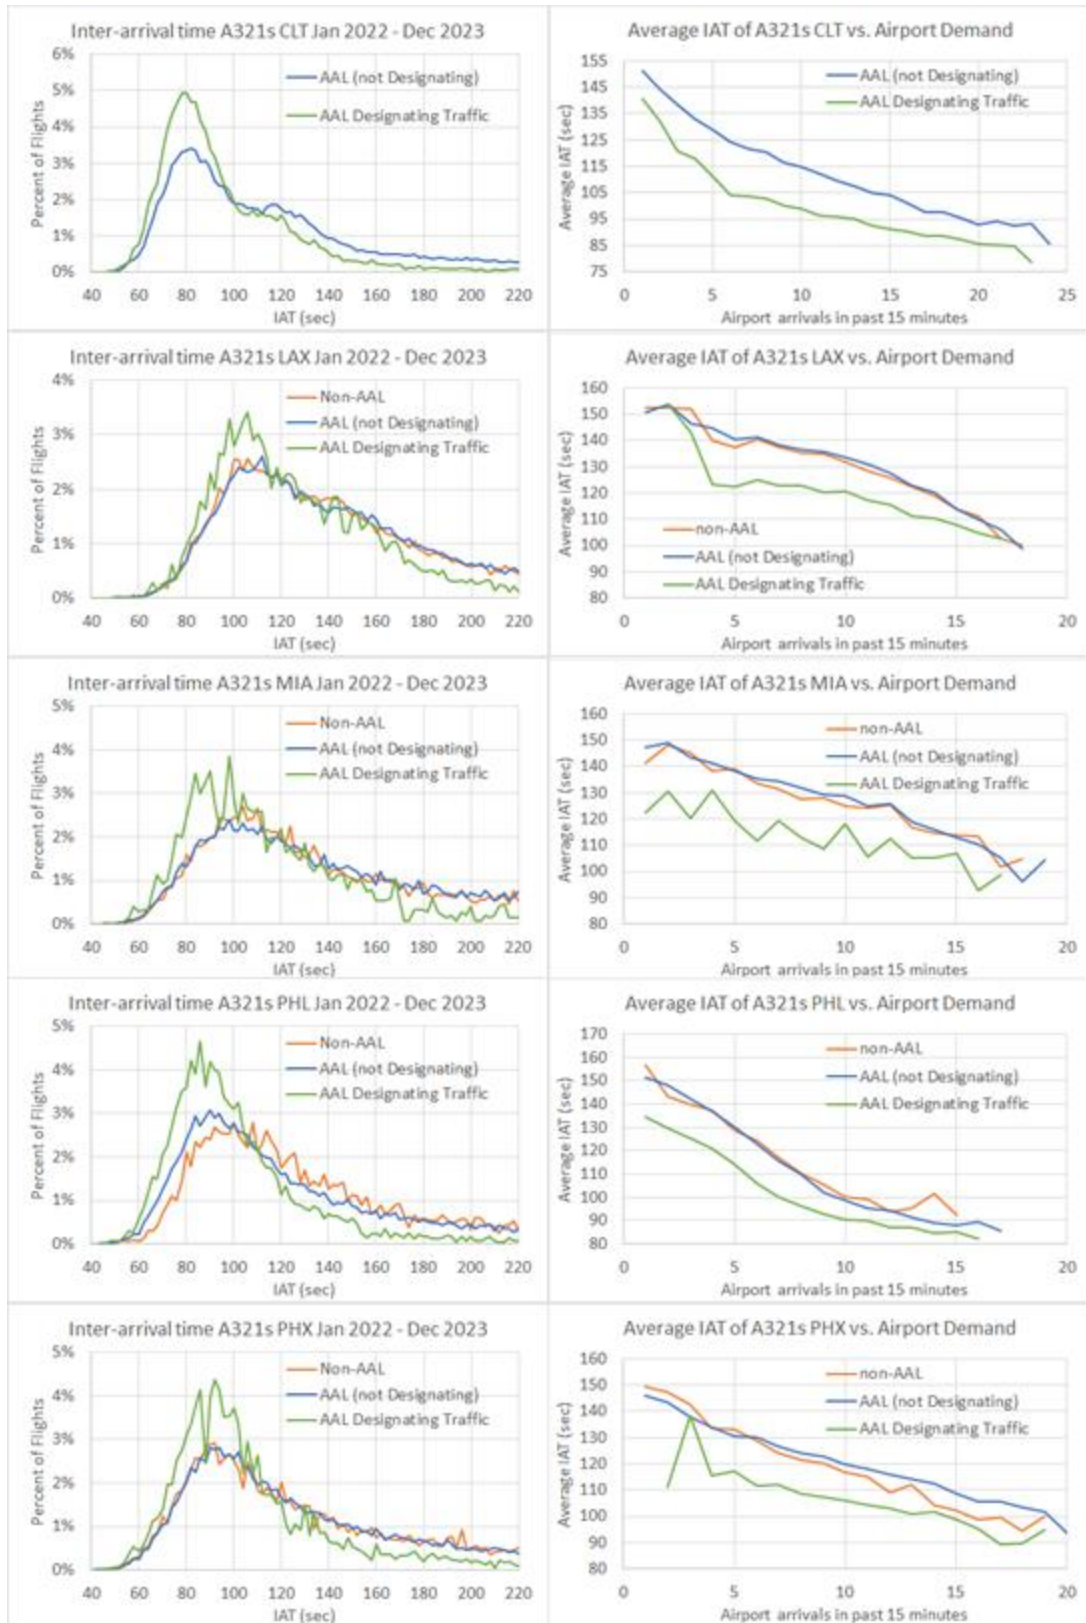 Inter-arrival time A321s CLT Jan 2022 - Dec 2023
6%
5%
4%
3%
2%
1%
0%
Percent of Flights
AAL (not Designating)
AAL Designating Traffic
40 60 80 100 120 140 160 180 200 220
IAT (sec)
Average IAT of A321s CLT vs. Airport Demand
155
145
135
125
115
105
95
85
75
Average IAT (sec)
AAL (not Designating)
AAL Designating Traffic
0 5 10 15 20 25
Airport arrivals in past 15 minutes
Inter-arrival time A321s LAX Jan 2022 - Dec 2023
4%
3%
2%
1%
0%
Percent of Flights
Non-AAL
AAL (not Designating)
AAL Designating Traffic
40 60 80 100 120 140 160 180 200 220
IAT (sec)
Average IAT of A321s LAX vs. Airport Demand
160
150
140
130
120
110
100
90
80
Average IAT (sec)
non-AAL
AAL (not Designating)
AAL Designating Traffic
0 5 10 15 20
Airport arrivals in past 15 minutes
Inter-arrival time A321s MIA Jan 2022 - Dec 2023
5%
4%
3%
2%
1%
0%
Percent of Flights
Non-AAL
AAL (not Designating)
AAL Designating Traffic
40 60 80 100 120 140 160 180 200 220
IAT (sec)
Average IAT of A321s MIA vs. Airport Demand
160
150
140
130
120
110
100
90
80
Average IAT (sec)
non-AAL
AAL (not Designating)
AAL Designating Traffic
0 5 10 15 20
Airport arrivals in past 15 minutes
Inter-arrival time A321s PHL Jan 2022 - Dec 2023
5%
4%
3%
2%
1%
0%
Percent of Flights
Non-AAL
AAL (not Designating)
AAL Designating Traffic
40 60 80 100 120 140 160 180 200 220
IAT (sec)
Average IAT of A321s PHL vs. Airport Demand
170
160
150
140
130
120
110
100
90
80
Average IAT (sec)
non-AAL
AAL (not Designating)
AAL Designating Traffic
0 5 10 15 20
Airport arrivals in past 15 minutes
Inter-arrival time A321s PHX Jan 2022 - Dec 2023
5%
4%
3%
2%
1%
0%
Percent of Flights
Non-AAL
AAL (not Designating)
AAL Designating Traffic
40 60 80 100 120 140 160 180 200 220
IAT (sec)
Average IAT of A321s PHX vs. Airport Demand
160
150
140
130
120
110
100
90
80
Average IAT (sec)
non-AAL
AAL (not Designating)
AAL Designating Traffic
0 5 10 15 20
Airport arrivals in past 15 minutes